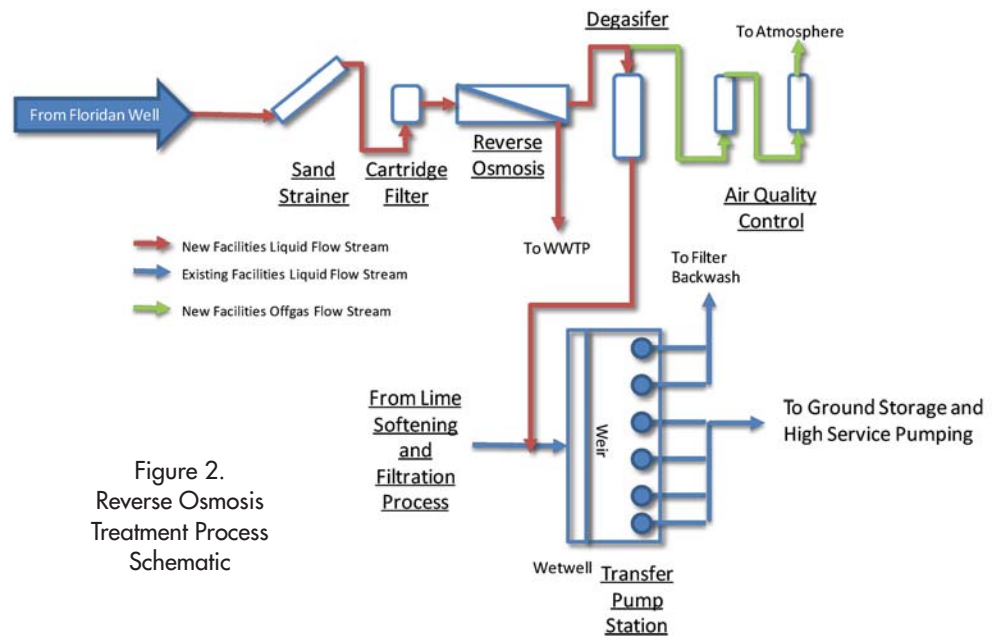 Degasifer
To Atmosphere
From Floridan Well
Sand
Strainer
Cartridge
Filter
Reverse
Osmosis
Air Quality
Control
To WWTP
New Facilities Liquid Flow Stream
Existing Facilities Liquid Flow Stream
New Facilities Offgas Flow Stream
To Filter
Backwash
From Lime
Softening
and
Filtration
Process
Weir
To Ground Storage and
High Service Pumping
Figure 2.
Reverse Osmosis
Treatment Process
Schematic
Wetwell
Transfer
Pump
Station